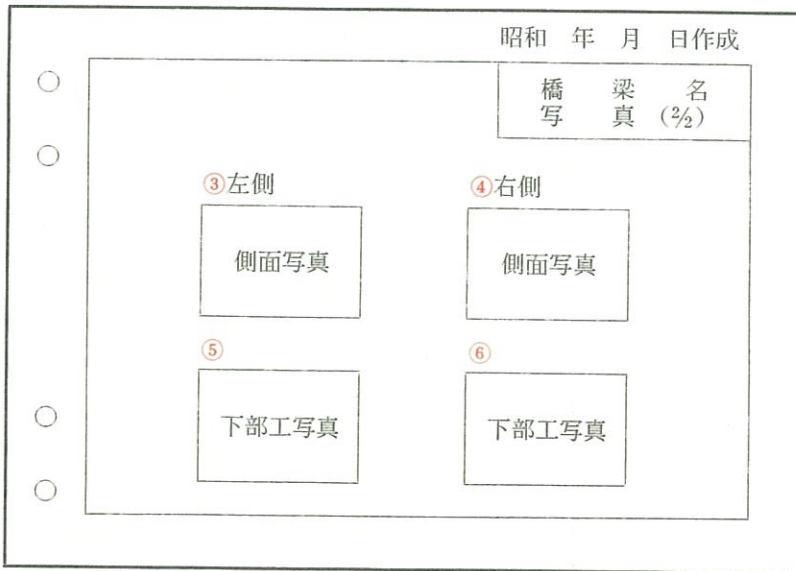 昭和 年 月 日作成
橋梁名
写真(2/2)
③左側 ④右側
側面写真 側面写真
⑤ ⑥
下部工写真 下部工写真